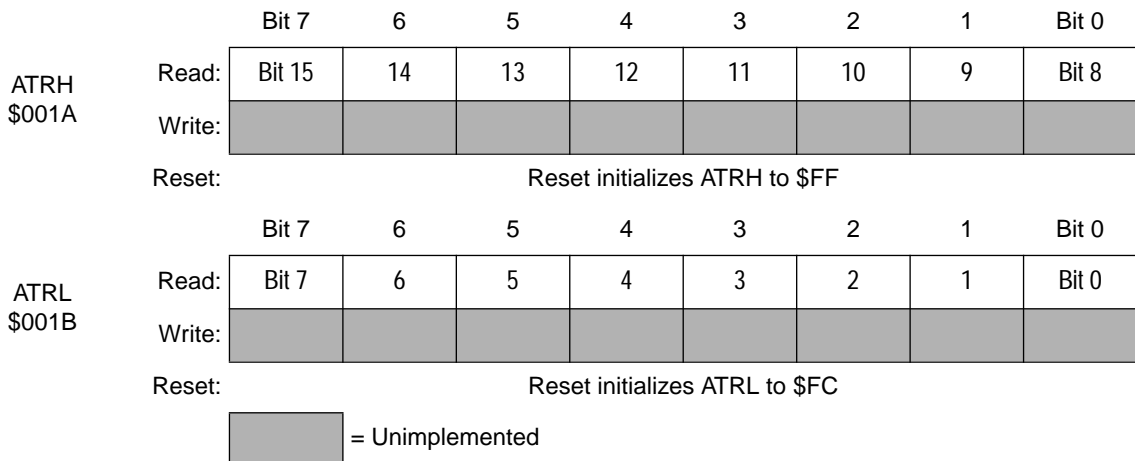 Bit 7 6 5 4 3 2 1 Bit 0
ATRH
$001A
Read: Bit 15 14 13 12 11 10 9 Bit 8
Write:
Reset: Reset initializes ATRH to $FF
Bit 7 6 5 4 3 2 1 Bit 0
ATRL
$001B
Read: Bit 7 6 5 4 3 2 1 Bit 0
Write:
Reset: Reset initializes ATRL to $FC
= Unimplemented